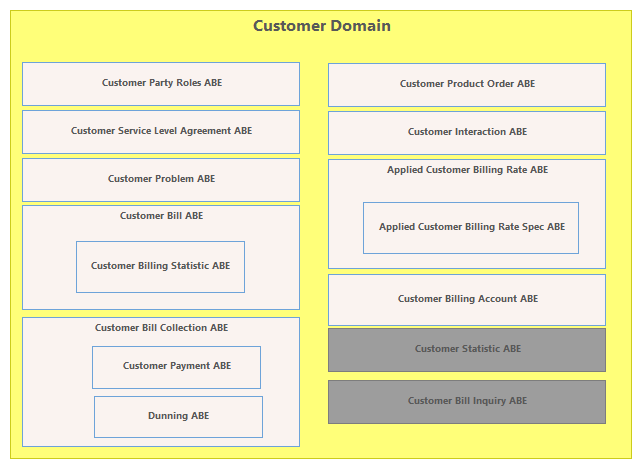 Customer Domain
Customer Party Roles ABE
Customer Service Level Agreement ABE
Customer Problem ABE
Customer Bill ABE
Customer Billing Statistic ABE
Customer Bill Collection ABE
Customer Payment ABE
Dunning ABE
Customer Product Order ABE
Customer Interaction ABE
Applied Customer Billing Rate ABE
Applied Customer Billing Rate Spec ABE
Customer Billing Account ABE
Customer Statistic ABE
Customer Bill Inquiry ABE